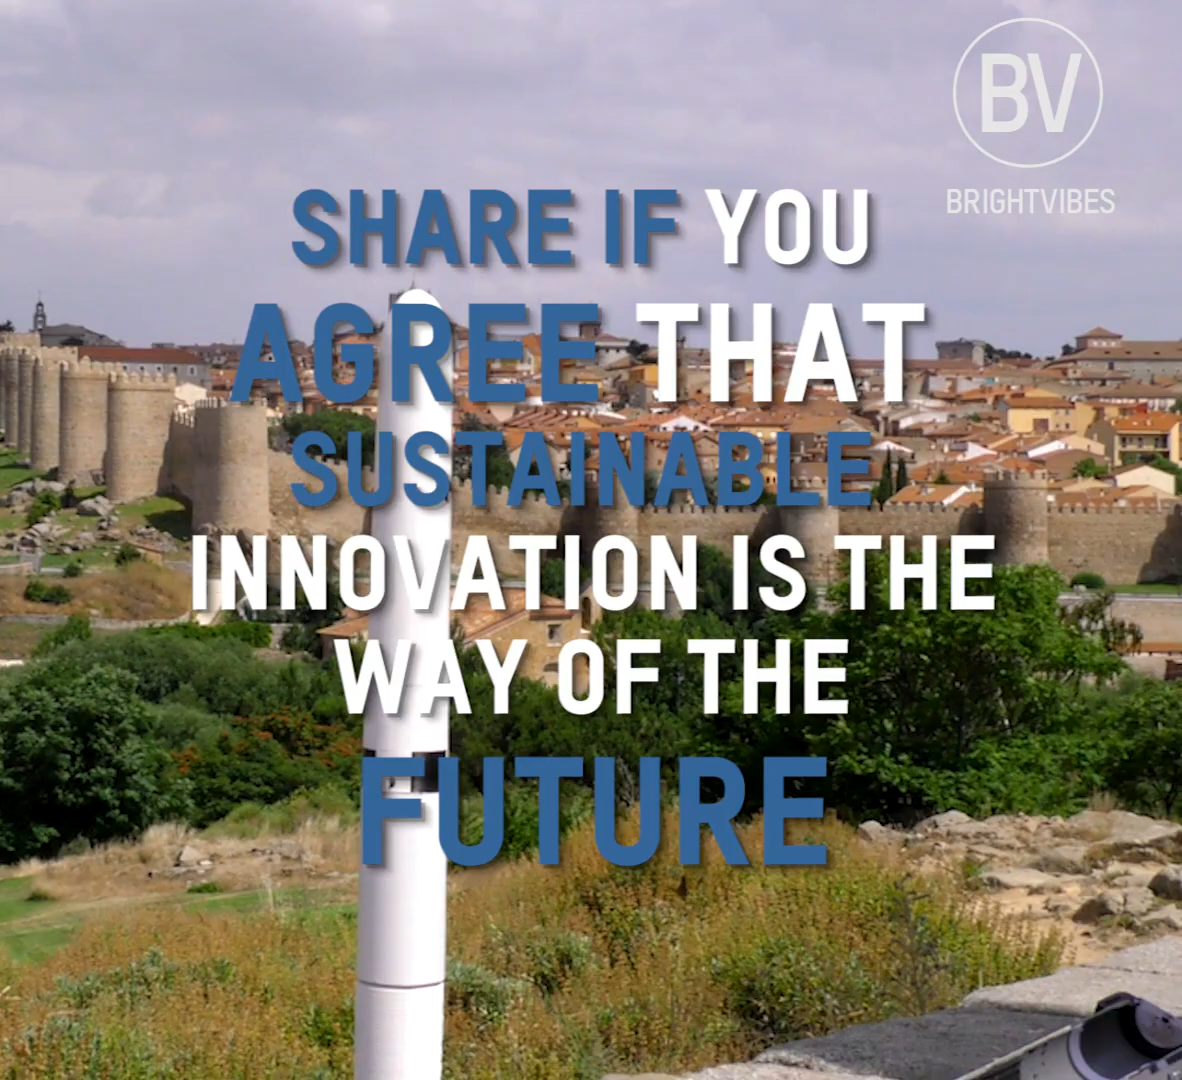 BV
BRIGHTVIBES
SHARE IF YOU
AGREE THAT
SUSTAINABLE
INNOVATION IS THE
WAY OF THE
FUTURE